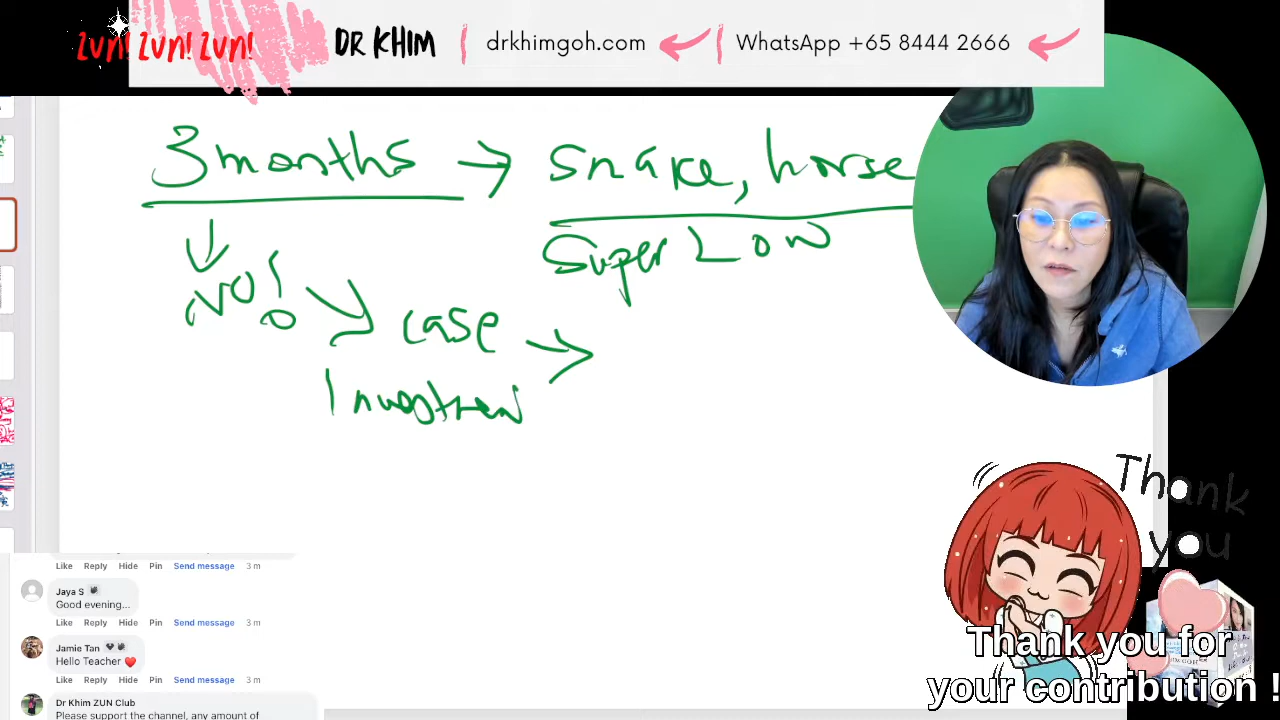 ZUN! ZUN! ZUN! DR KHIM drkhimgoh.com WhatsApp +65 8444 2666
3 months → snake, horse
Super Low
NO!
case →
Like Reply Hide Pin Send message 3 m
Jaya S
Good evening...
Like Reply Hide Pin Send message 3 m
Jamie Tan
Hello Teacher ❤️
Like Reply Hide Pin Send message 3 m
Dr Khim ZUN Club
Please support the channel, any amount of
Thank
you
Thank you for
your contribution !